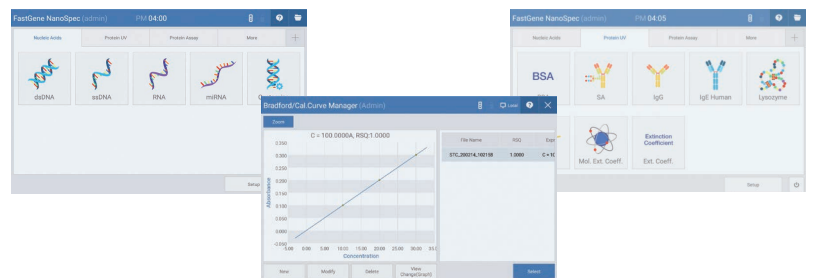 FastGene NanoSpec (admin) PM 04:00
Nucleic Acids Protein UV Protein Assay More +
dsDNA ssDNA RNA miRNA
Setup
FastGene NanoSpec (admin) PM 04:05
Nucleic Acids Protein UV Protein Assay More +
BSA
SA IgG IgE Human Lysozyme
Extinction
Coefficient
Mol. Ext. Coeff. Ext. Coeff.
Setup
Bradford/Cal.Curve Manager (Admin)
Zoom
C = 100.0000A, RSQ:1.0000
File Name RSQ
STC_200214_102158 1.0000 C = 10
Absorbance
0.350
0.300
0.250
0.200
0.150
0.100
0.050
0.000
-0.050
-5.00 0.00 5.00 10.00 15.00 20.00 25.00 30.00
Concentration
New Modify Delete View
Change(Graph) Select